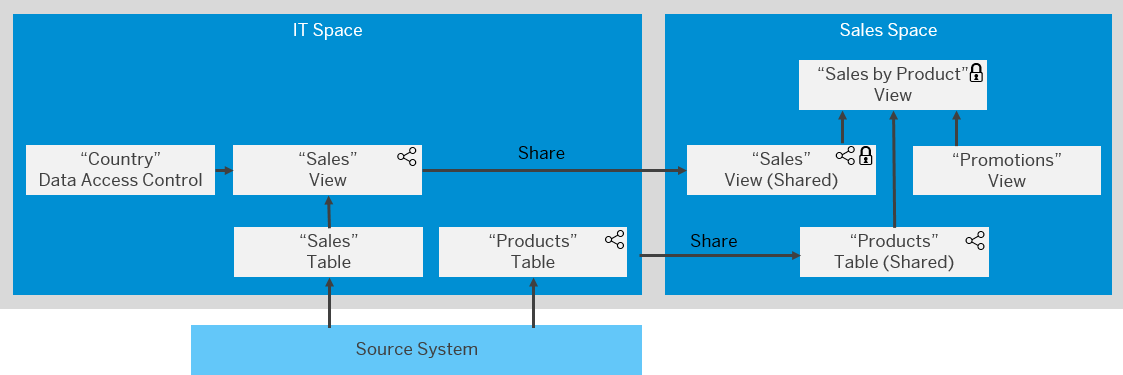 IT Space
Sales Space
“Sales by Product”
View
“Country”
Data Access Control
“Sales”
View
Share
“Sales”
View (Shared)
“Promotions”
View
“Sales”
Table
“Products”
Table
Share
“Products”
Table (Shared)
Source System